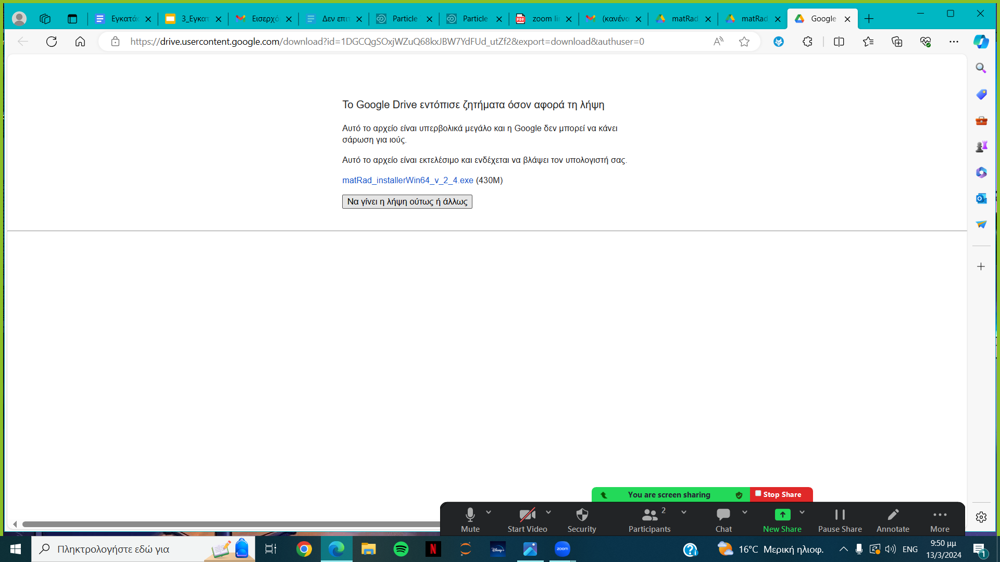 Εγκατάσ
3_Εγκατ
Εισερχό
Δεν επιτ
Particle
Particle
zoom li
(κανένα
matRad
matRad
Google
https://drive.usercontent.google.com/download?id=1DGCQgSOxjWZuQ68kxJBW7YdFUd_utZf2&export=download&authuser=0
Το Google Drive εντόπισε ζητήματα όσον αφορά τη λήψη
Αυτό το αρχείο είναι υπερβολικά μεγάλο και η Google δεν μπορεί να κάνει
σάρωση για ιούς.
Αυτό το αρχείο είναι εκτελέσιμο και ενδέχεται να βλάψει τον υπολογιστή σας.
matRad_installerWin64_v_2_4.exe (430M)
Να γίνει η λήψη ούτως ή άλλως
You are screen sharing
Stop Share
Mute
Start Video
Security
2
Participants
Chat
New Share
Pause Share
Annotate
More
Πληκτρολογήστε εδώ για
zoom
16°C Μερική ηλιοφ.
ENG
9:50 μμ
13/3/2024
1